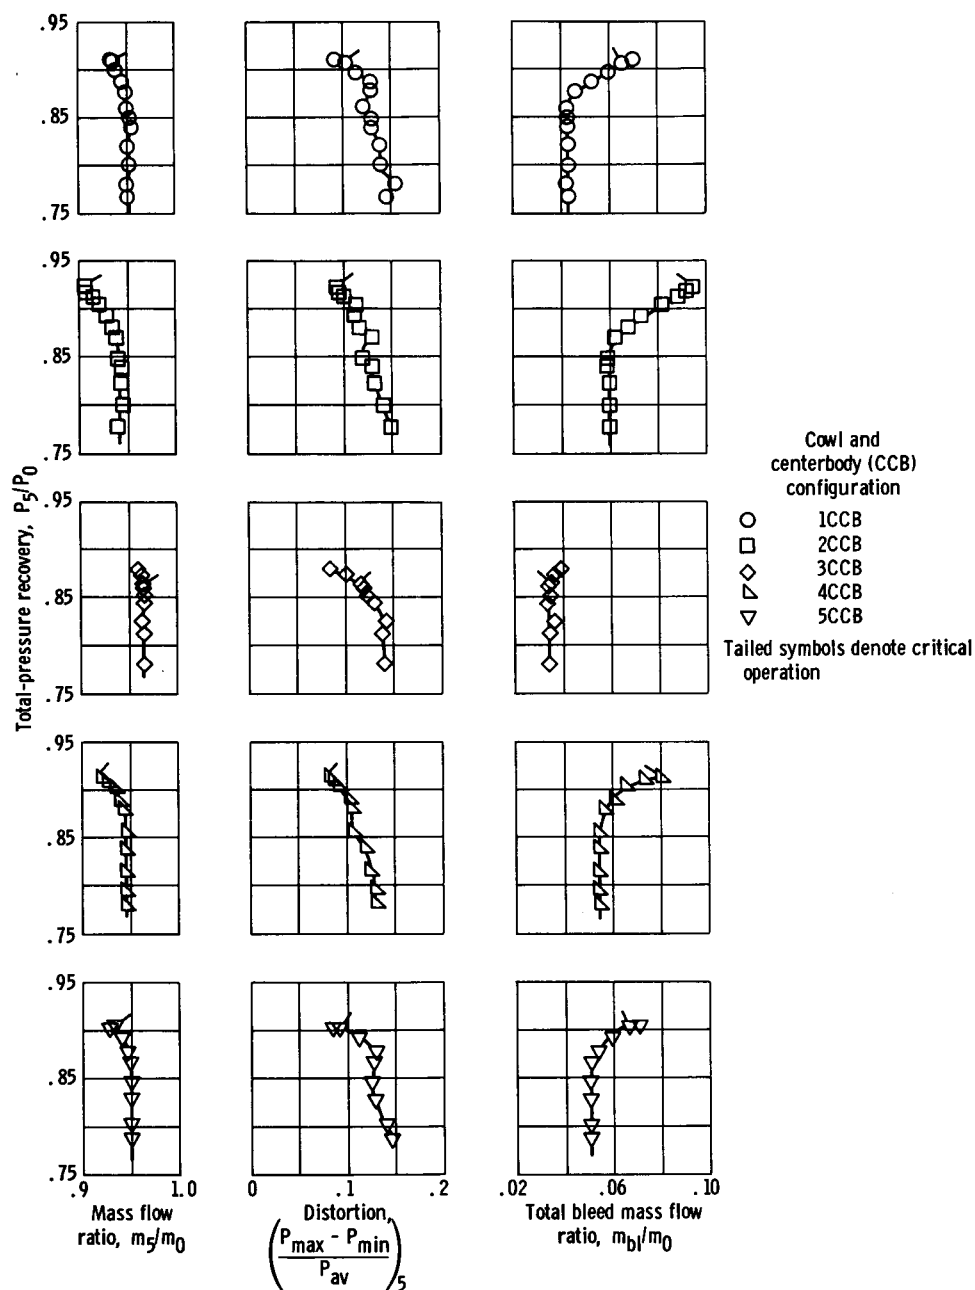 .95
.85
.75
.95
.85
.75
.95
.85
.75
.95
.85
.75
.95
.85
.75
Total-pressure recovery, P5/P0
.9 1.0
Mass flow
ratio, m5/m0
0 .1 .2
Distortion,
(Pmax - Pmin
Pav)5
.02 .06 .10
Total bleed mass flow
ratio, mbl/m0
Cowl and
centerbody (CCB)
configuration
1CCB
2CCB
3CCB
4CCB
5CCB
Tailed symbols denote critical
operation